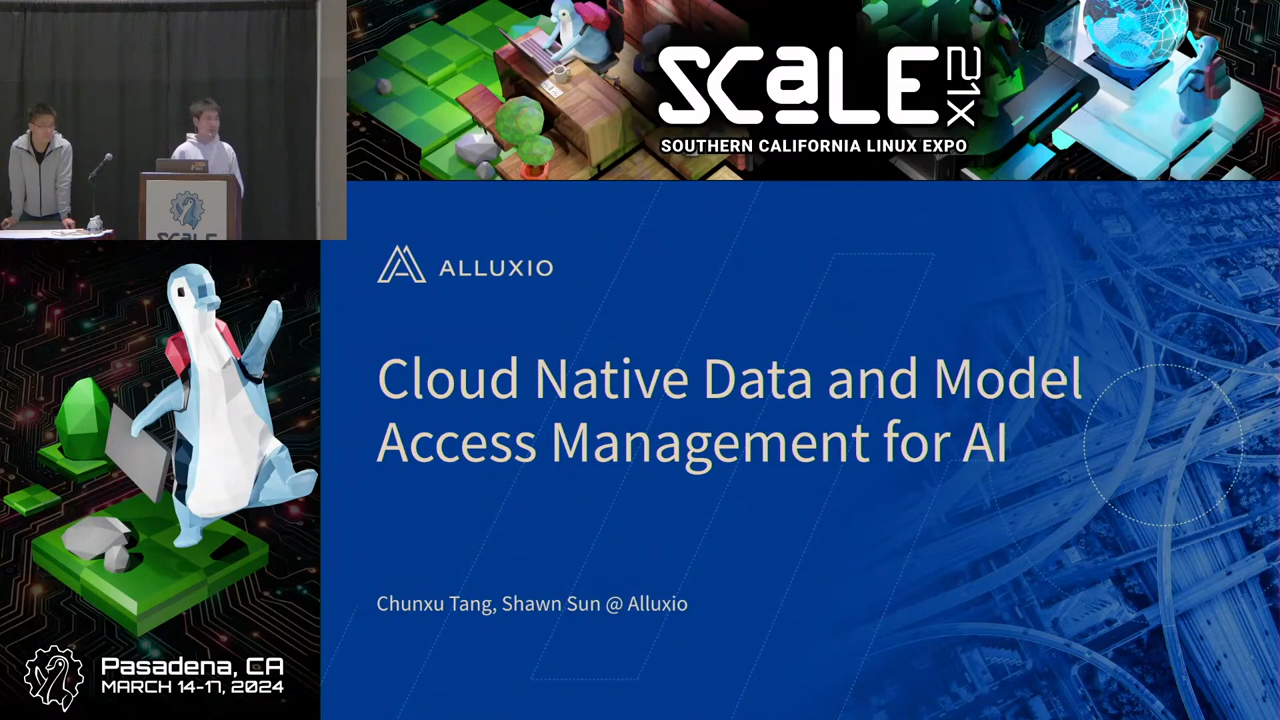 SCALE 21X
SOUTHERN CALIFORNIA LINUX EXPO
SCALE
ALLUXIO
Cloud Native Data and Model
Access Management for AI
Chunxu Tang, Shawn Sun @ Alluxio
Pasadena, CA
MARCH 14-17, 2024